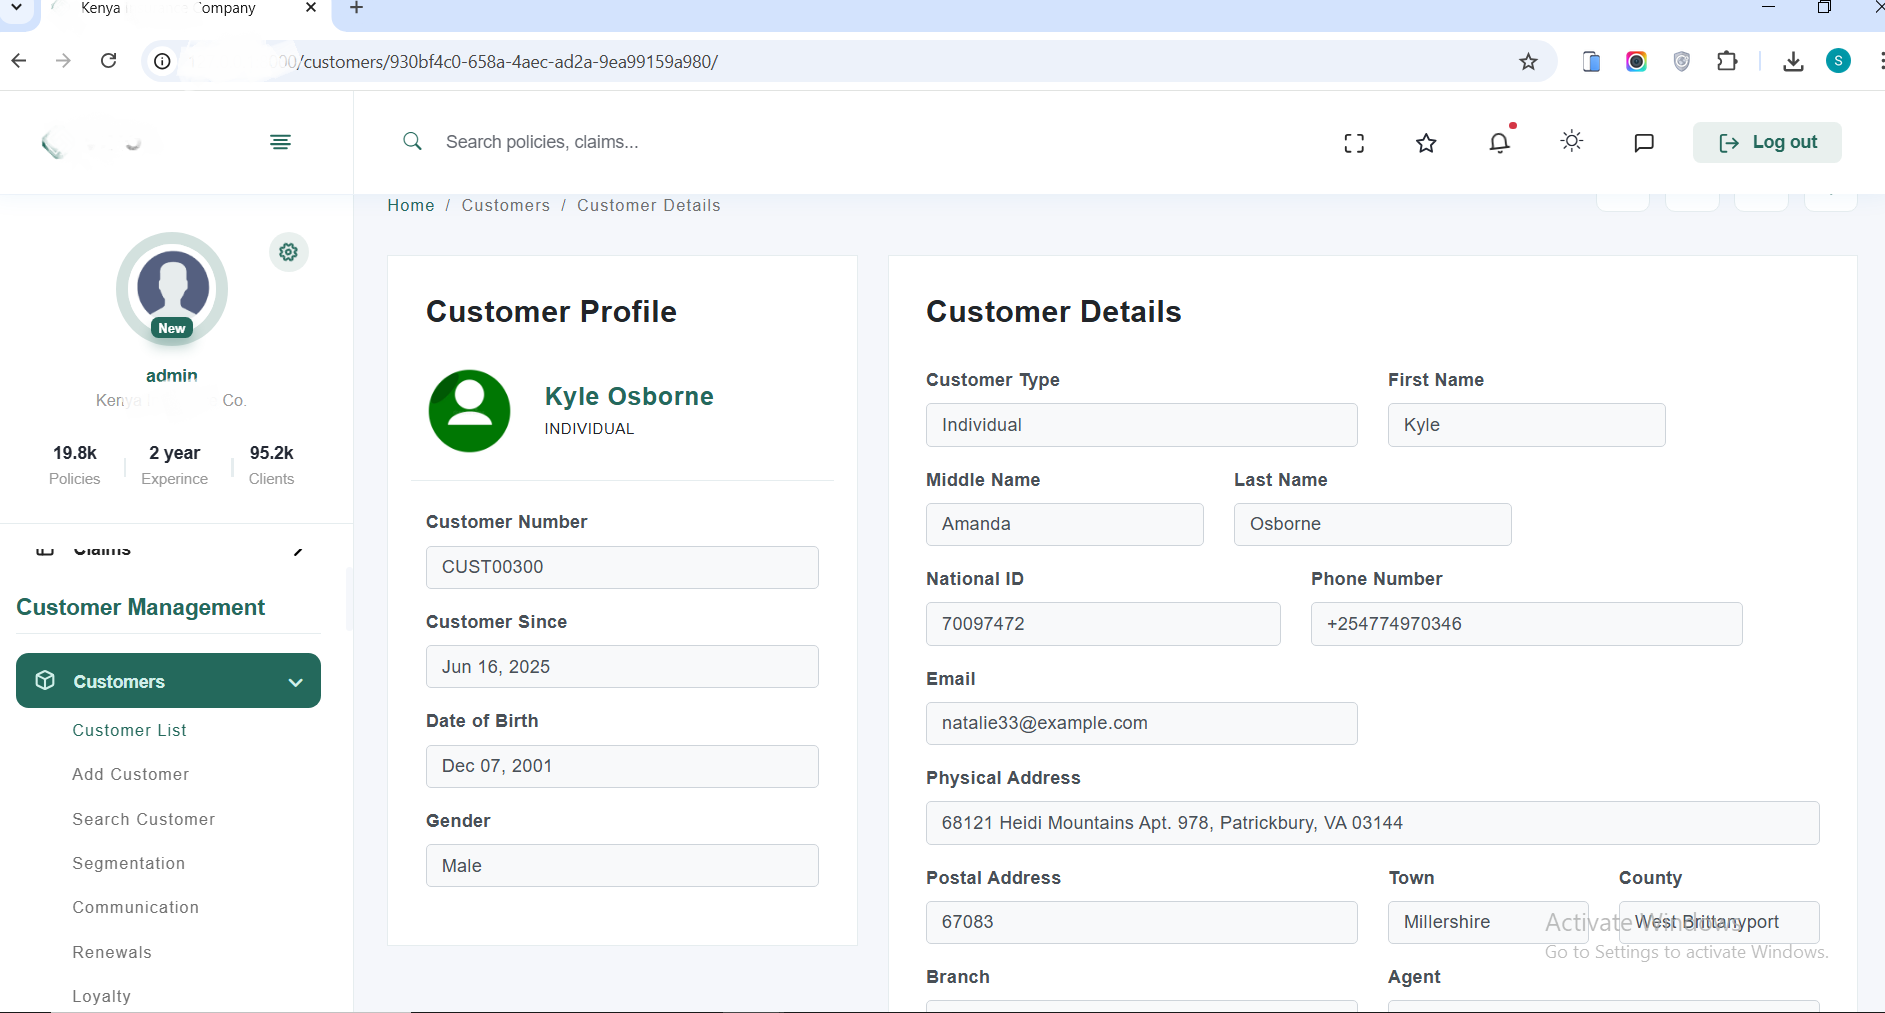 Kenya Company
00/customers/930bf4c0-658a-4aec-ad2a-9ea99159a980/
S
Search policies, claims...
Log out
Home / Customers / Customer Details
New
admin
Kenya Co.
19.8k 2 year 95.2k
Policies Experince Clients
Claims
Customer Management
Customers
Customer List
Add Customer
Search Customer
Segmentation
Communication
Renewals
Loyalty
Customer Profile
Kyle Osborne
INDIVIDUAL
Customer Number
CUST00300
Customer Since
Jun 16, 2025
Date of Birth
Dec 07, 2001
Gender
Male
Customer Details
Customer Type First Name
Individual Kyle
Middle Name Last Name
Amanda Osborne
National ID Phone Number
70097472 +254774970346
Email
natalie33@example.com
Physical Address
68121 Heidi Mountains Apt. 978, Patrickbury, VA 03144
Postal Address Town County
67083 Millershire West Brittanyport
Branch Agent
Activate Windows
Go to Settings to activate Windows.